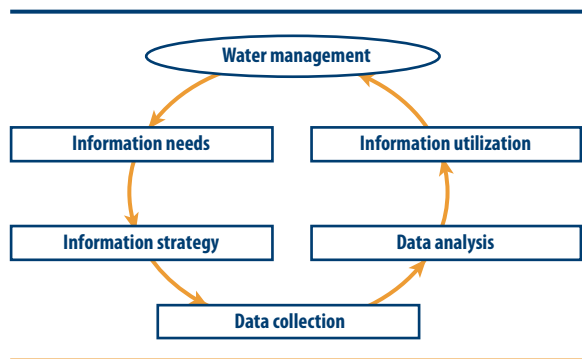 Water management
Information needs
Information utilization
Information strategy
Data analysis
Data collection